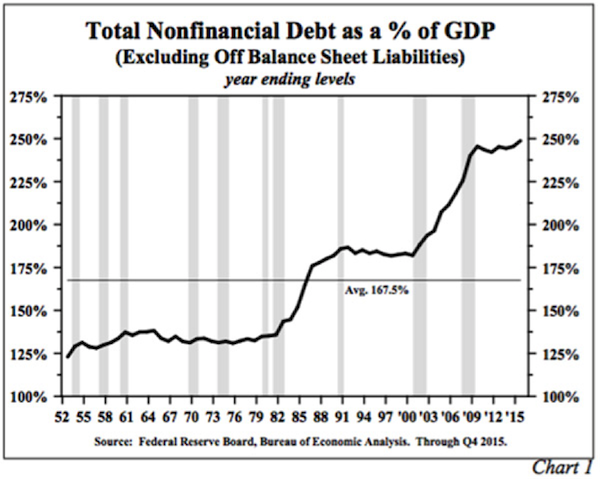 Total Nonfinancial Debt as a % of GDP
(Excluding Off Balance Sheet Liabilities)
year ending levels
275% 275%
250% 250%
225% 225%
200% 200%
175% 175%
Avg. 167.5%
150% 150%
125% 125%
100% 100%
52 55 58 61 64 67 70 73 76 79 82 85 88 91 94 97 '00 '03 '06 '09 '12 '15
Source: Federal Reserve Board, Bureau of Economic Analysis. Through Q4 2015.
Chart 1